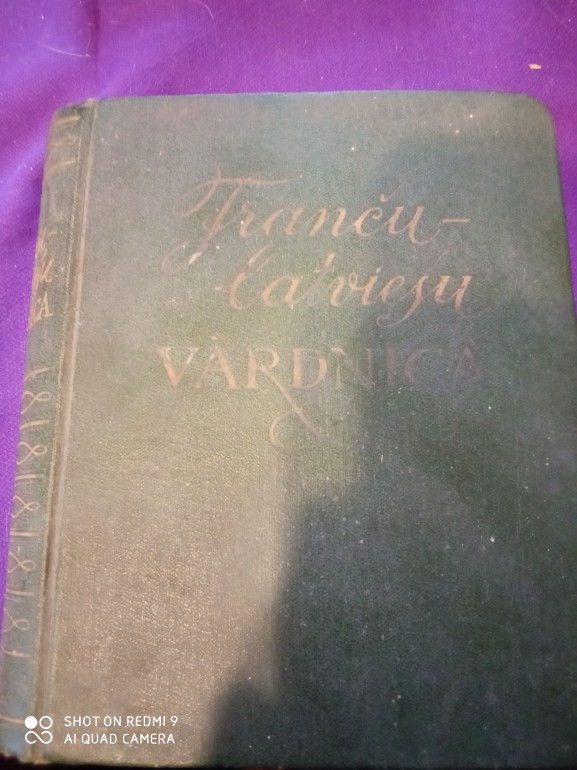 Franču-
latviešu
VĀRDNĪCA
SHOT ON REDMI 9
AI QUAD CAMERA